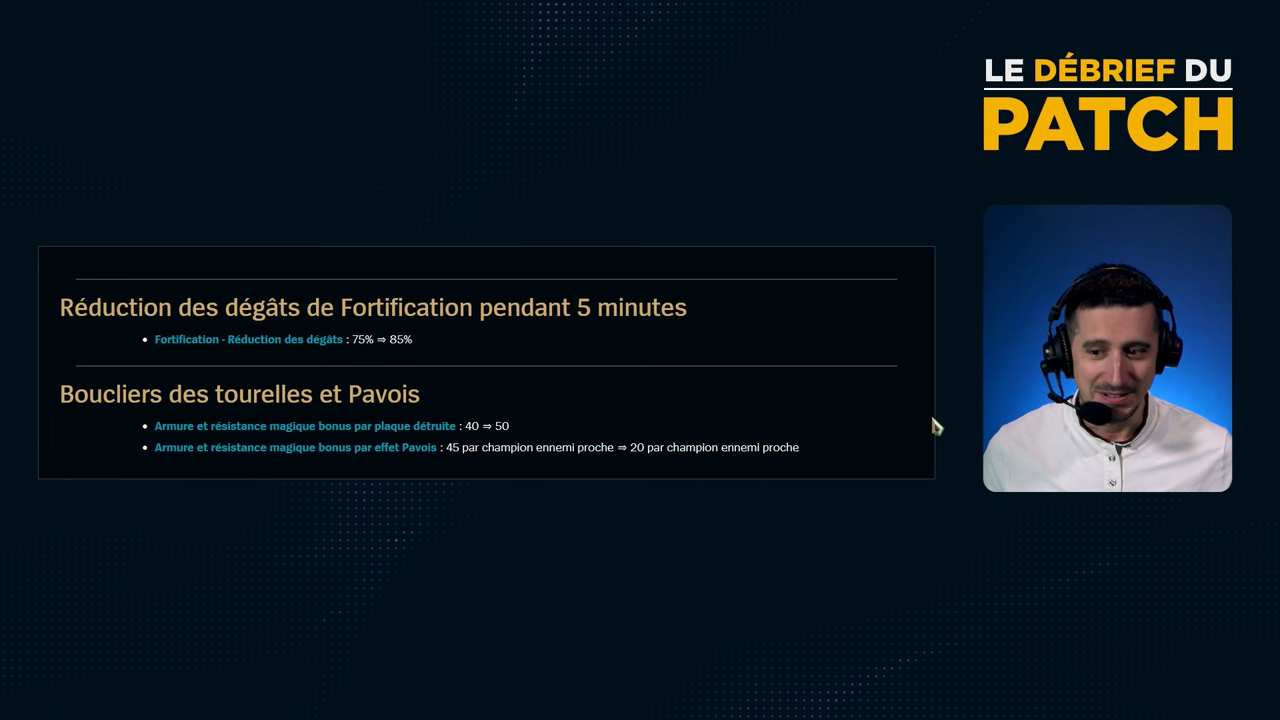 LE DÉBRIEF DU
PATCH
Réduction des dégâts de Fortification pendant 5 minutes
• Fortification - Réduction des dégâts : 75% ⇒ 85%
Boucliers des tourelles et Pavois
• Armure et résistance magique bonus par plaque détruite : 40 ⇒ 50
• Armure et résistance magique bonus par effet Pavois : 45 par champion ennemi proche ⇒ 20 par champion ennemi proche